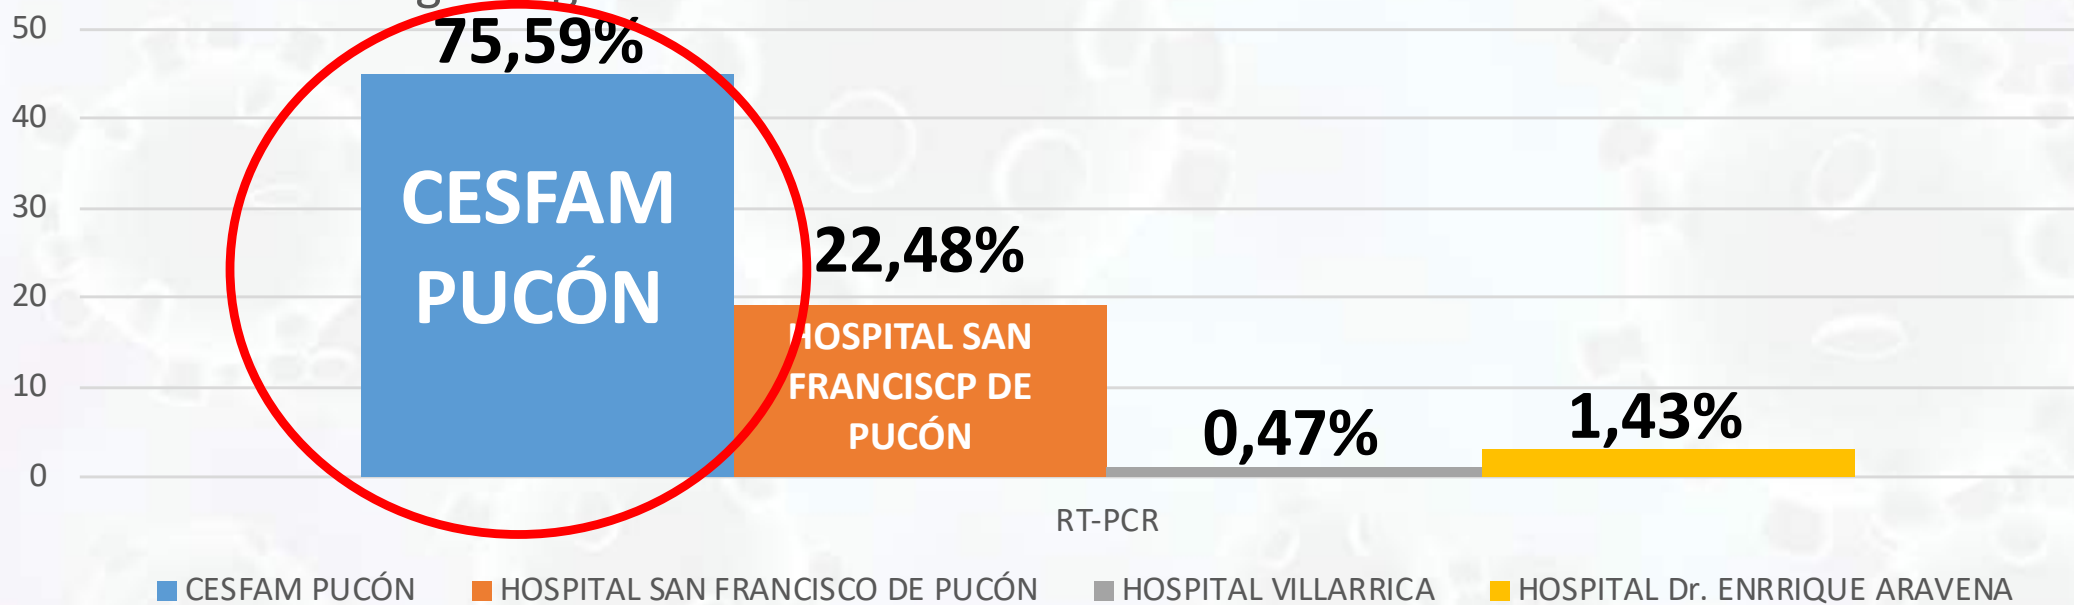 50
75,59%
40
CESFAM
PUCÓN
30
22,48%
20
HOSPITAL SAN
FRANCISCP DE
PUCÓN
10
0,47%
1,43%
0
RT-PCR
CESFAM PUCÓN
HOSPITAL SAN FRANCISCO DE PUCÓN
HOSPITAL VILLARRICA
HOSPITAL Dr. ENRRIQUE ARAVENA